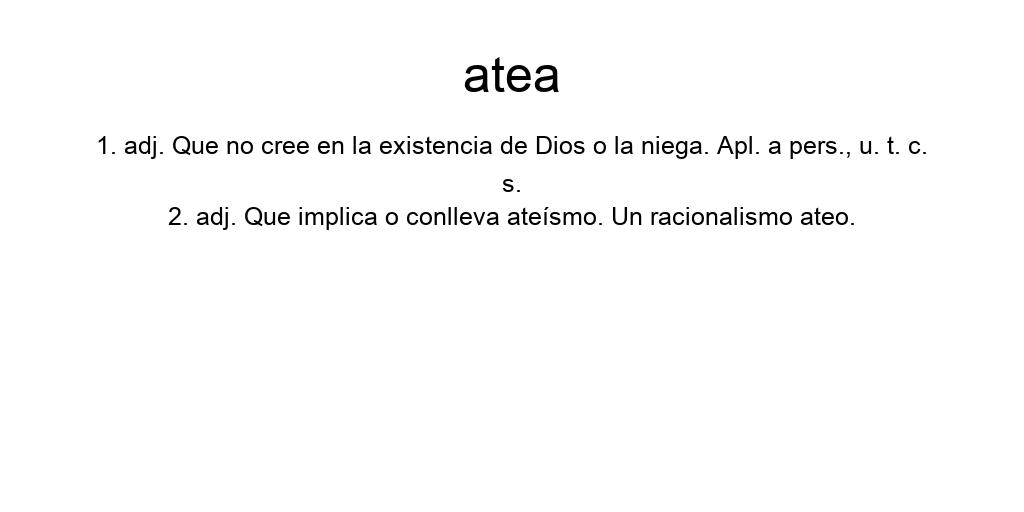 atea
1. adj. Que no cree en la existencia de Dios o la niega. Apl. a pers., u. t. c.
s.
2. adj. Que implica o conlleva ateísmo. Un racionalismo ateo.